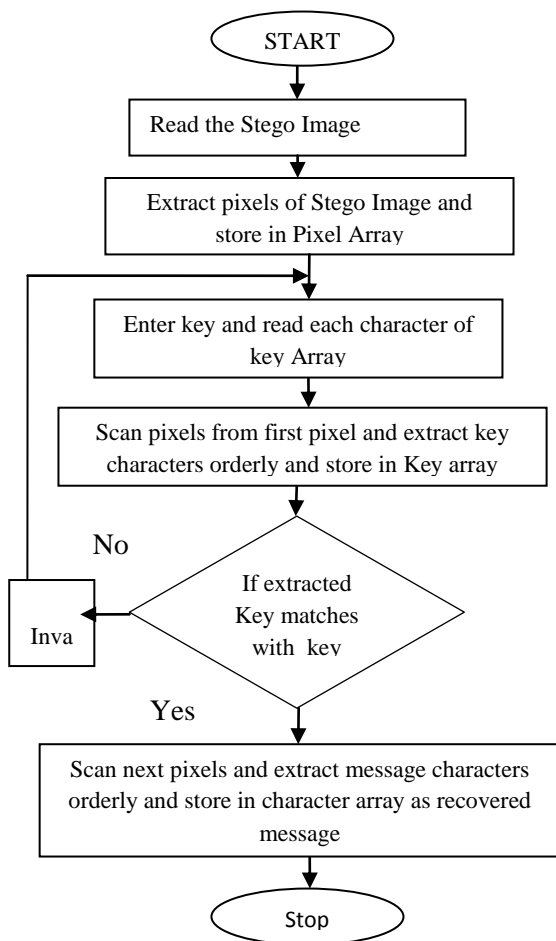 START
Read the Stego Image
Extract pixels of Stego Image and
store in Pixel Array
Enter key and read each character of
key Array
Scan pixels from first pixel and extract key
characters orderly and store in Key array
No
If extracted
Key matches
with key
Inva
Yes
Scan next pixels and extract message characters
orderly and store in character array as recovered
message
Stop